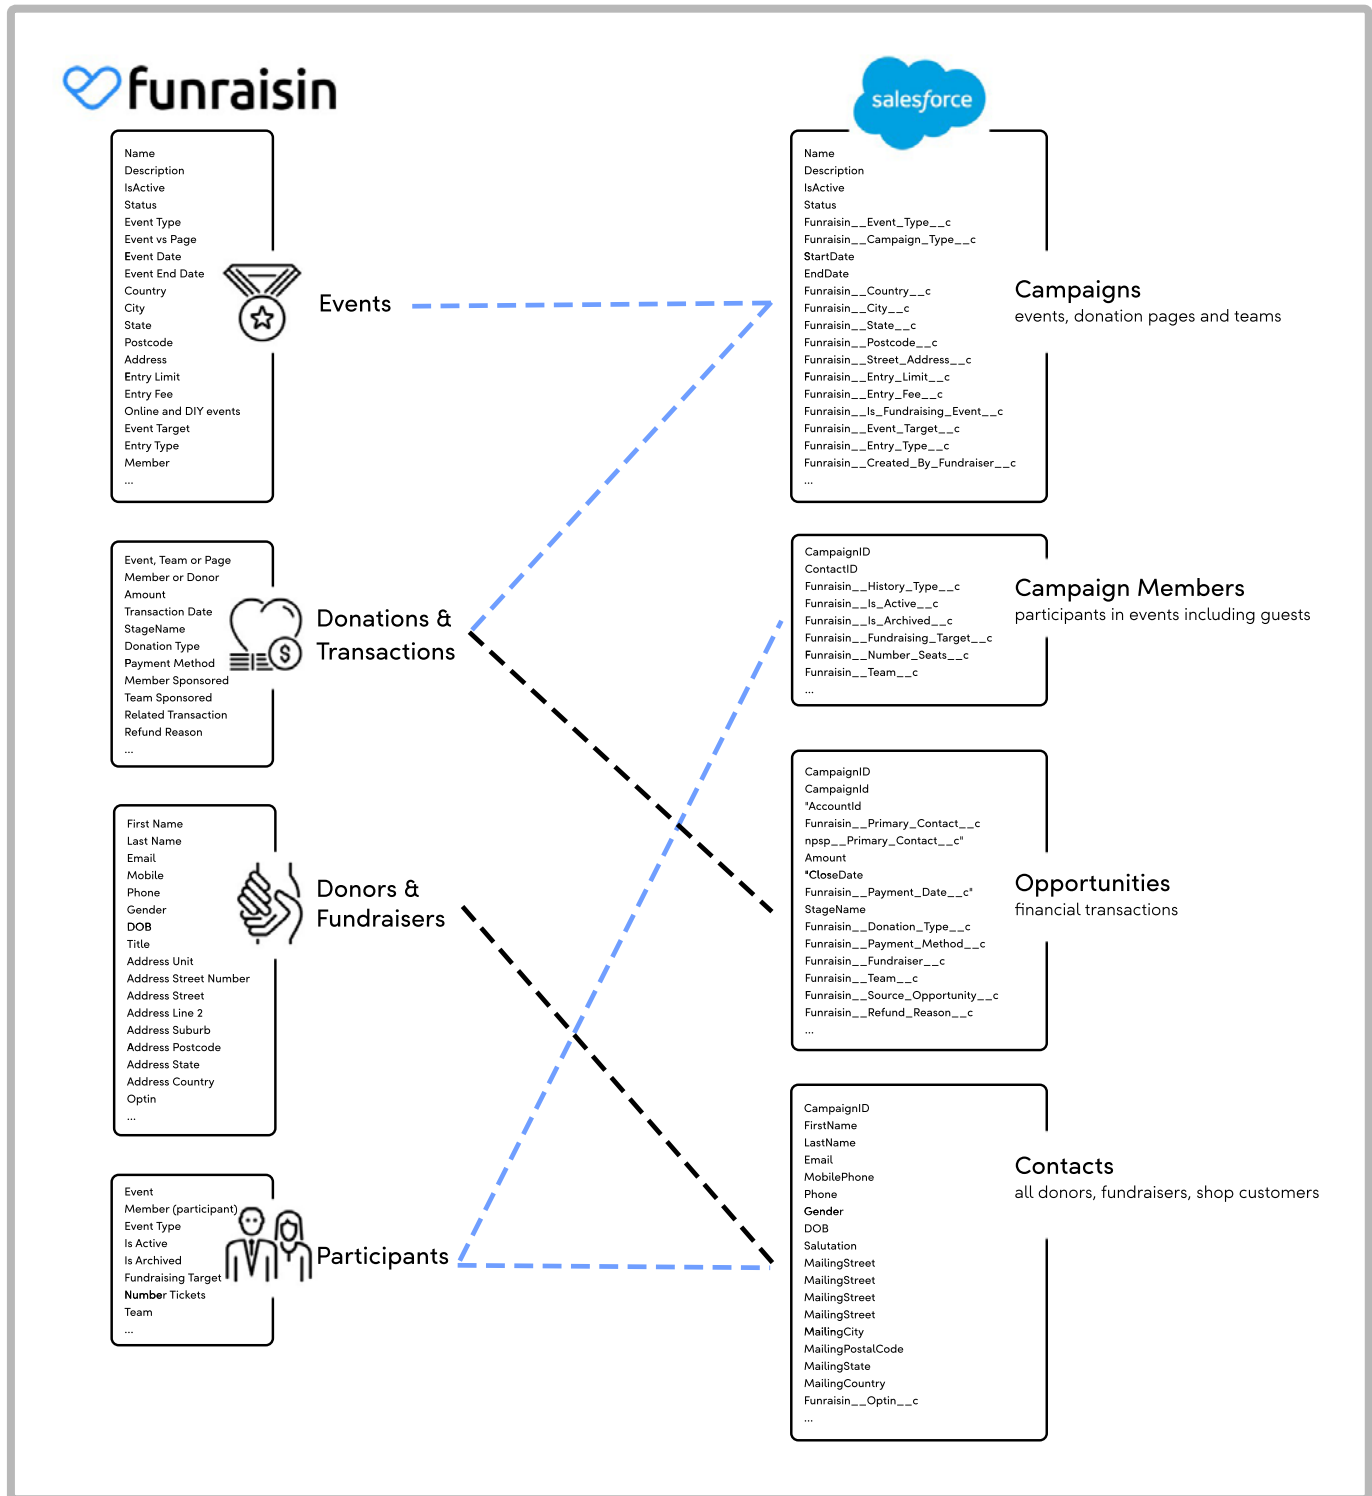 funraisin
salesforce
Name
Description
IsActive
Status
Event Type
Event vs Page
Event Date
Event End Date
Country
City
State
Postcode
Address
Entry Limit
Entry Fee
Online and DIY events
Event Target
Entry Type
Member
...
Events
Name
Description
IsActive
Status
Funraisin__Event_Type__c
Funraisin__Campaign_Type__c
StartDate
EndDate
Funraisin__Country__c
Funraisin__City__c
Funraisin__State__c
Funraisin__Postcode__c
Funraisin__Street_Address__c
Funraisin__Entry_Limit__c
Funraisin__Entry_Fee__c
Funraisin__Is_Fundraising_Event__c
Funraisin__Event_Target__c
Funraisin__Entry_Type__c
Funraisin__Created_By_Fundraiser__c
...
Campaigns
events, donation pages and teams
Event, Team or Page
Member or Donor
Amount
Transaction Date
StageName
Donation Type
Payment Method
Member Sponsored
Team Sponsored
Related Transaction
Refund Reason
...
Donations &
Transactions
CampaignID
ContactID
Funraisin__History_Type__c
Funraisin__Is_Active__c
Funraisin__Is_Archived__c
Funraisin__Fundraising_Target__c
Funraisin__Number_Seats__c
Funraisin__Team__c
...
Campaign Members
participants in events including guests
First Name
Last Name
Email
Mobile
Phone
Gender
DOB
Title
Address Unit
Address Street Number
Address Street
Address Line 2
Address Suburb
Address Postcode
Address State
Address Country
Optin
...
Donors &
Fundraisers
CampaignID
CampaignId
"AccountId
Funraisin__Primary_Contact__c
npsp__Primary_Contact__c"
Amount
"CloseDate
Funraisin__Payment_Date__c"
StageName
Funraisin__Donation_Type__c
Funraisin__Payment_Method__c
Funraisin__Fundraiser__c
Funraisin__Team__c
Funraisin__Source_Opportunity__c
Funraisin__Refund_Reason__c
...
Opportunities
financial transactions
Event
Member (participant)
Event Type
Is Active
Is Archived
Fundraising Target
Number Tickets
Team
...
Participants
CampaignID
FirstName
LastName
Email
MobilePhone
Phone
Gender
DOB
Salutation
MailingStreet
MailingStreet
MailingStreet
MailingStreet
MailingCity
MailingPostalCode
MailingState
MailingCountry
Funraisin__Optin__c
...
Contacts
all donors, fundraisers, shop customers